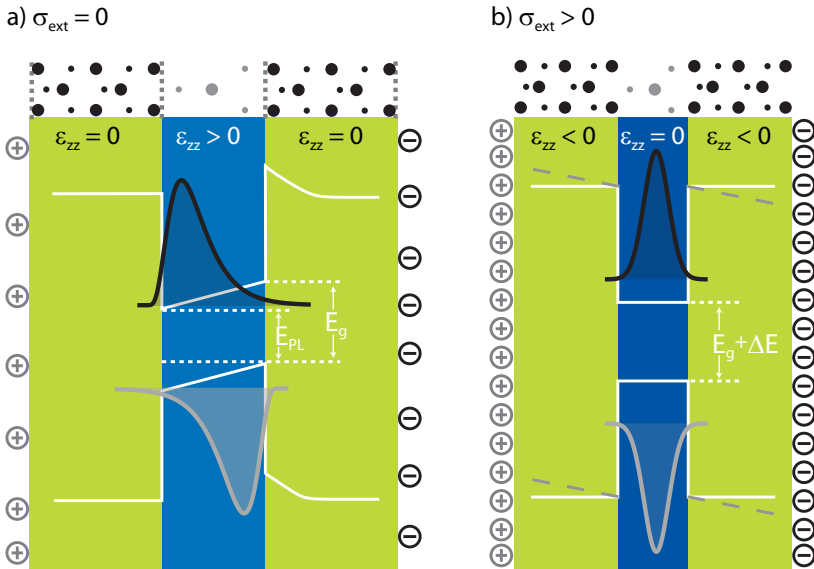 a) σext = 0
b) σext > 0
εzz = 0
εzz > 0
εzz = 0
εzz < 0
εzz = 0
εzz < 0
EPL
Eg
Eg + ΔE